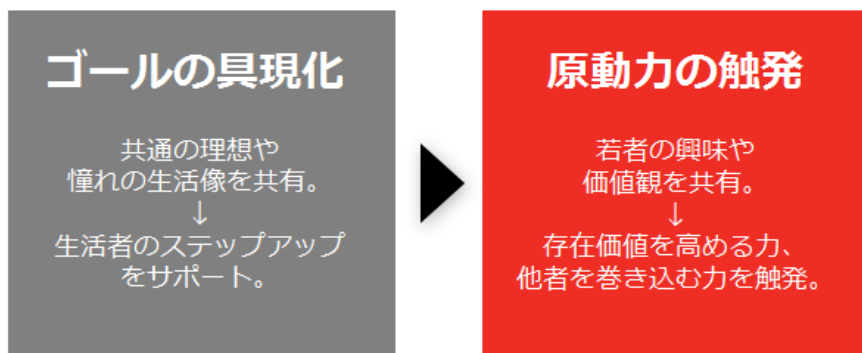 ゴールの具現化
共通の理想や
憧れの生活像を共有。
↓
生活者のステップアップ
をサポート。
原動力の触発
若者の興味や
価値観を共有。
↓
存在価値を高める力、
他者を巻き込む力を触発。